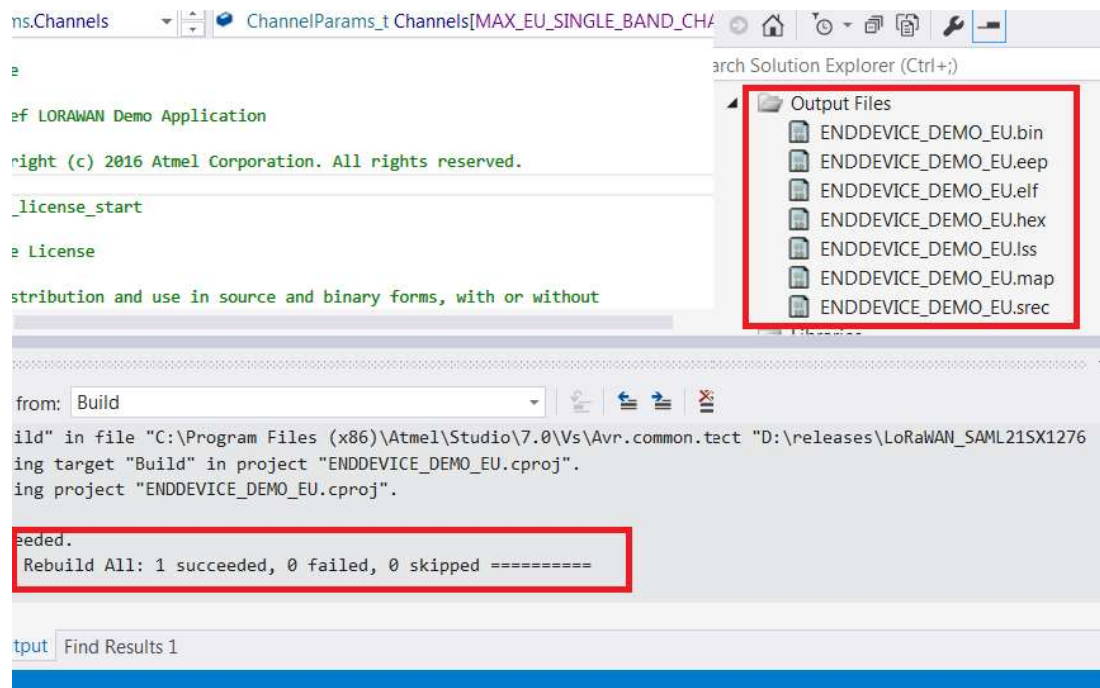 ms.Channels
ChannelParams_t Channels[MAX_EU_SINGLE_BAND_CHA
e
ef LORAWAN Demo Application
right (c) 2016 Atmel Corporation. All rights reserved.
_license_start
e License
stribution and use in source and binary forms, with or without
arch Solution Explorer (Ctrl+;)
Output Files
ENDDEVICE_DEMO_EU.bin
ENDDEVICE_DEMO_EU.eep
ENDDEVICE_DEMO_EU.elf
ENDDEVICE_DEMO_EU.hex
ENDDEVICE_DEMO_EU.lss
ENDDEVICE_DEMO_EU.map
ENDDEVICE_DEMO_EU.srec
Libraries
from: Build
ild" in file "C:\Program Files (x86)\Atmel\Studio\7.0\Vs\Avr.common.tect "D:\releases\LoRaWAN_SAML21SX1276
ing target "Build" in project "ENDDEVICE_DEMO_EU.cproj".
ing project "ENDDEVICE_DEMO_EU.cproj".
eeded.
Rebuild All: 1 succeeded, 0 failed, 0 skipped ==========
tput
Find Results 1